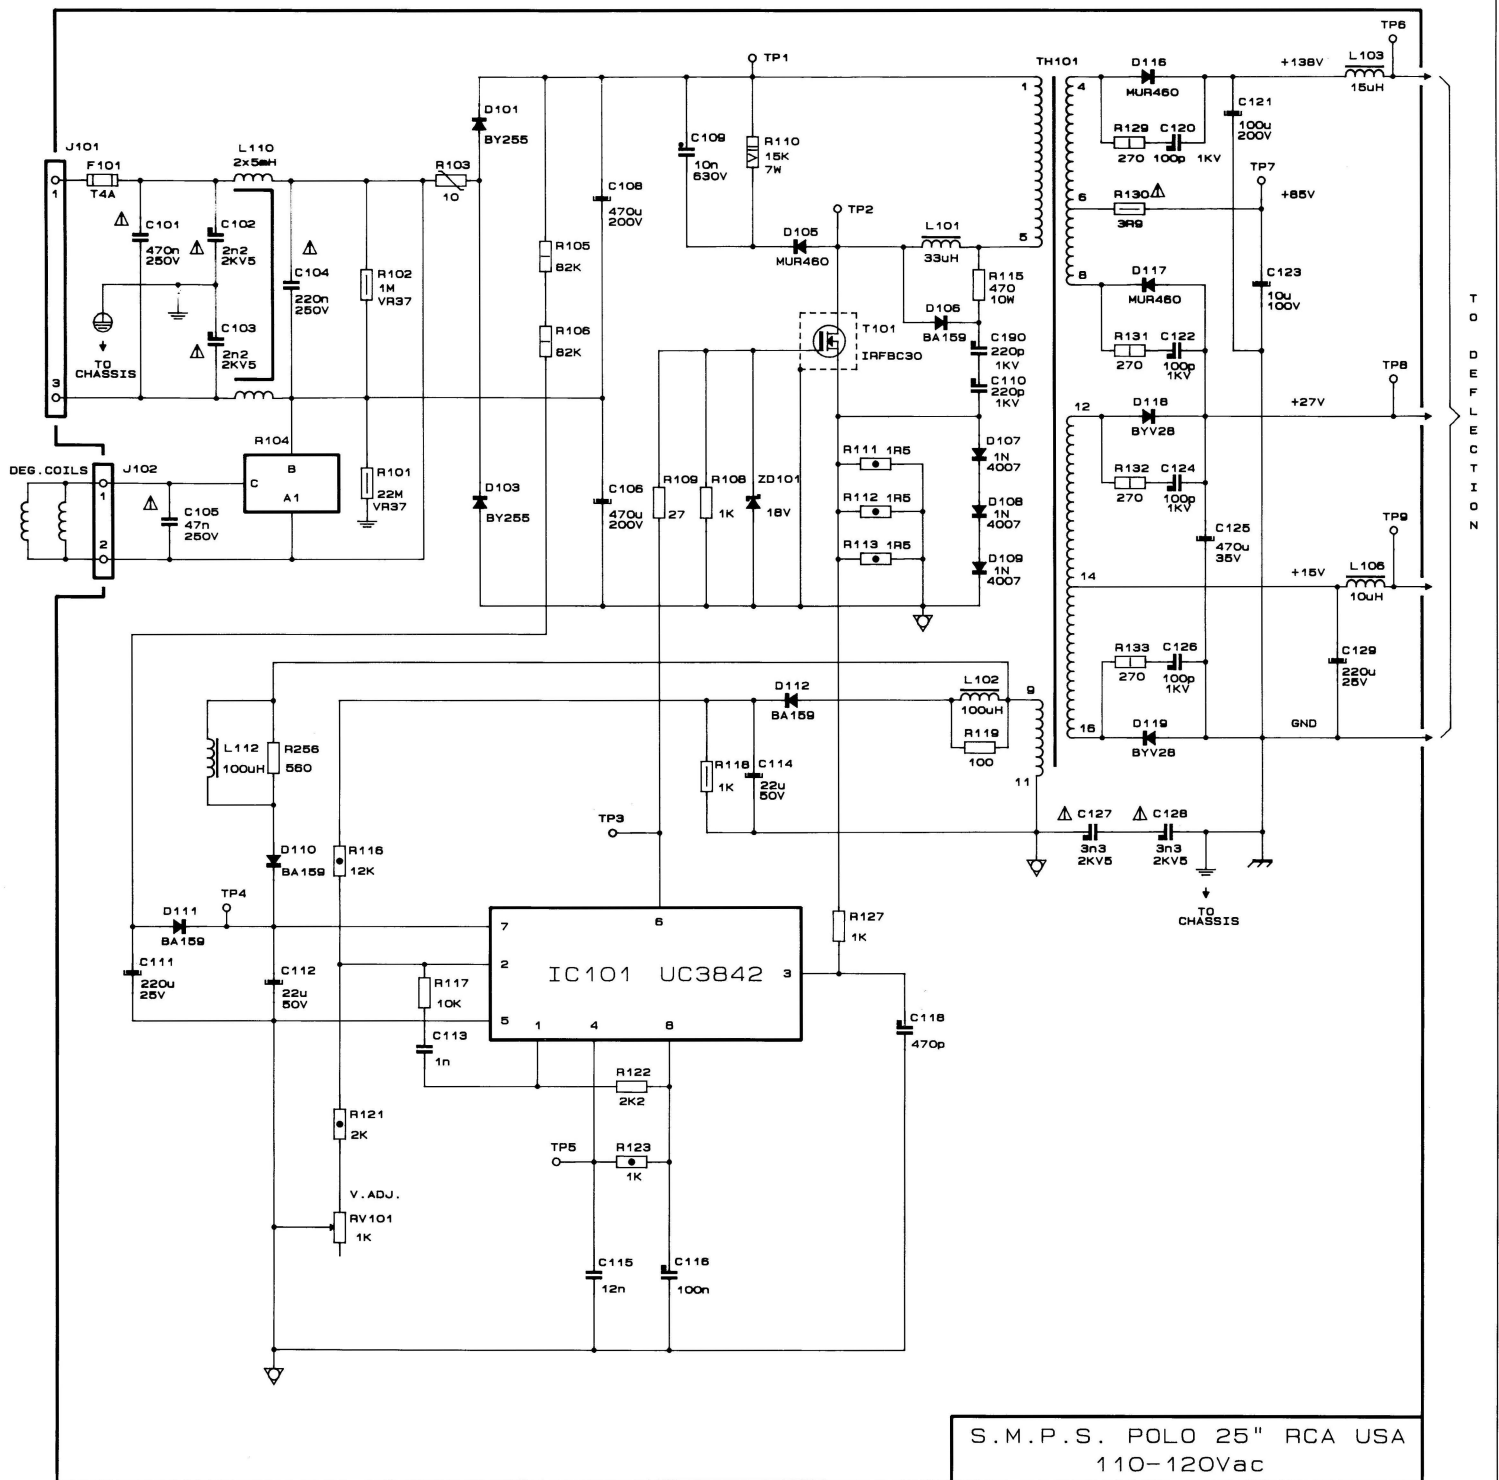 TP6
L103
15uH
+138V
TP1
TH101
1
4
D116
MUR460
C121
100u
200V
R129
270
C120
100p 1KV
D101
BY255
J101
F101
T4A
1
L110
2x5mH
R103
10
C109
10n
630V
R110
15K
7W
TP7
+85V
R130
3R9
6
C108
470u
200V
TP2
C101
470n
250V
C102
2n2
2KV5
C104
220n
250V
R102
1M
VR37
R105
82K
D105
MUR460
L101
33uH
5
8
D117
MUR460
R115
470
10W
C123
10u
100V
TO
CHASSIS
C103
2n2
2KV5
R106
82K
D106
BA159
T101
IRFBC30
C190
220p
1KV
C110
220p
1KV
R131
270
C122
100p
1KV
3
TP8
12
D118
BYV28
+27V
TO DEFLECTION
R104
B
C
A1
R101
22M
VR37
DEG.COILS
J102
1
2
C105
47n
250V
D103
BY255
C106
470u
200V
R109
27
R108
1K
ZD101
18V
R111 1R5
R112 1R5
R113 1R5
D107
1N
4007
D108
1N
4007
D109
1N
4007
R132
270
C124
100p
1KV
C125
470u
35V
TP9
14
+15V
L106
10uH
R133
270
C126
100p
1KV
C129
220u
25V
D112
BA159
L102
100uH
9
R119
100
11
16
D119
BYV28
GND
L112
100uH
R256
560
R118
1K
C114
22u
50V
TP3
C127
3n3
2KV5
C128
3n3
2KV5
TO
CHASSIS
D110
BA159
R116
12K
TP4
D111
BA159
C111
220u
25V
C112
22u
50V
7
2
5
6
3
1
4
8
IC101 UC3842
R127
1K
R117
10K
C113
1n
C118
470p
R122
2K2
R121
2K
TP5
R123
1K
V.ADJ.
RV101
1K
C115
12n
C116
100n
S.M.P.S. POLO 25" RCA USA
110-120Vac